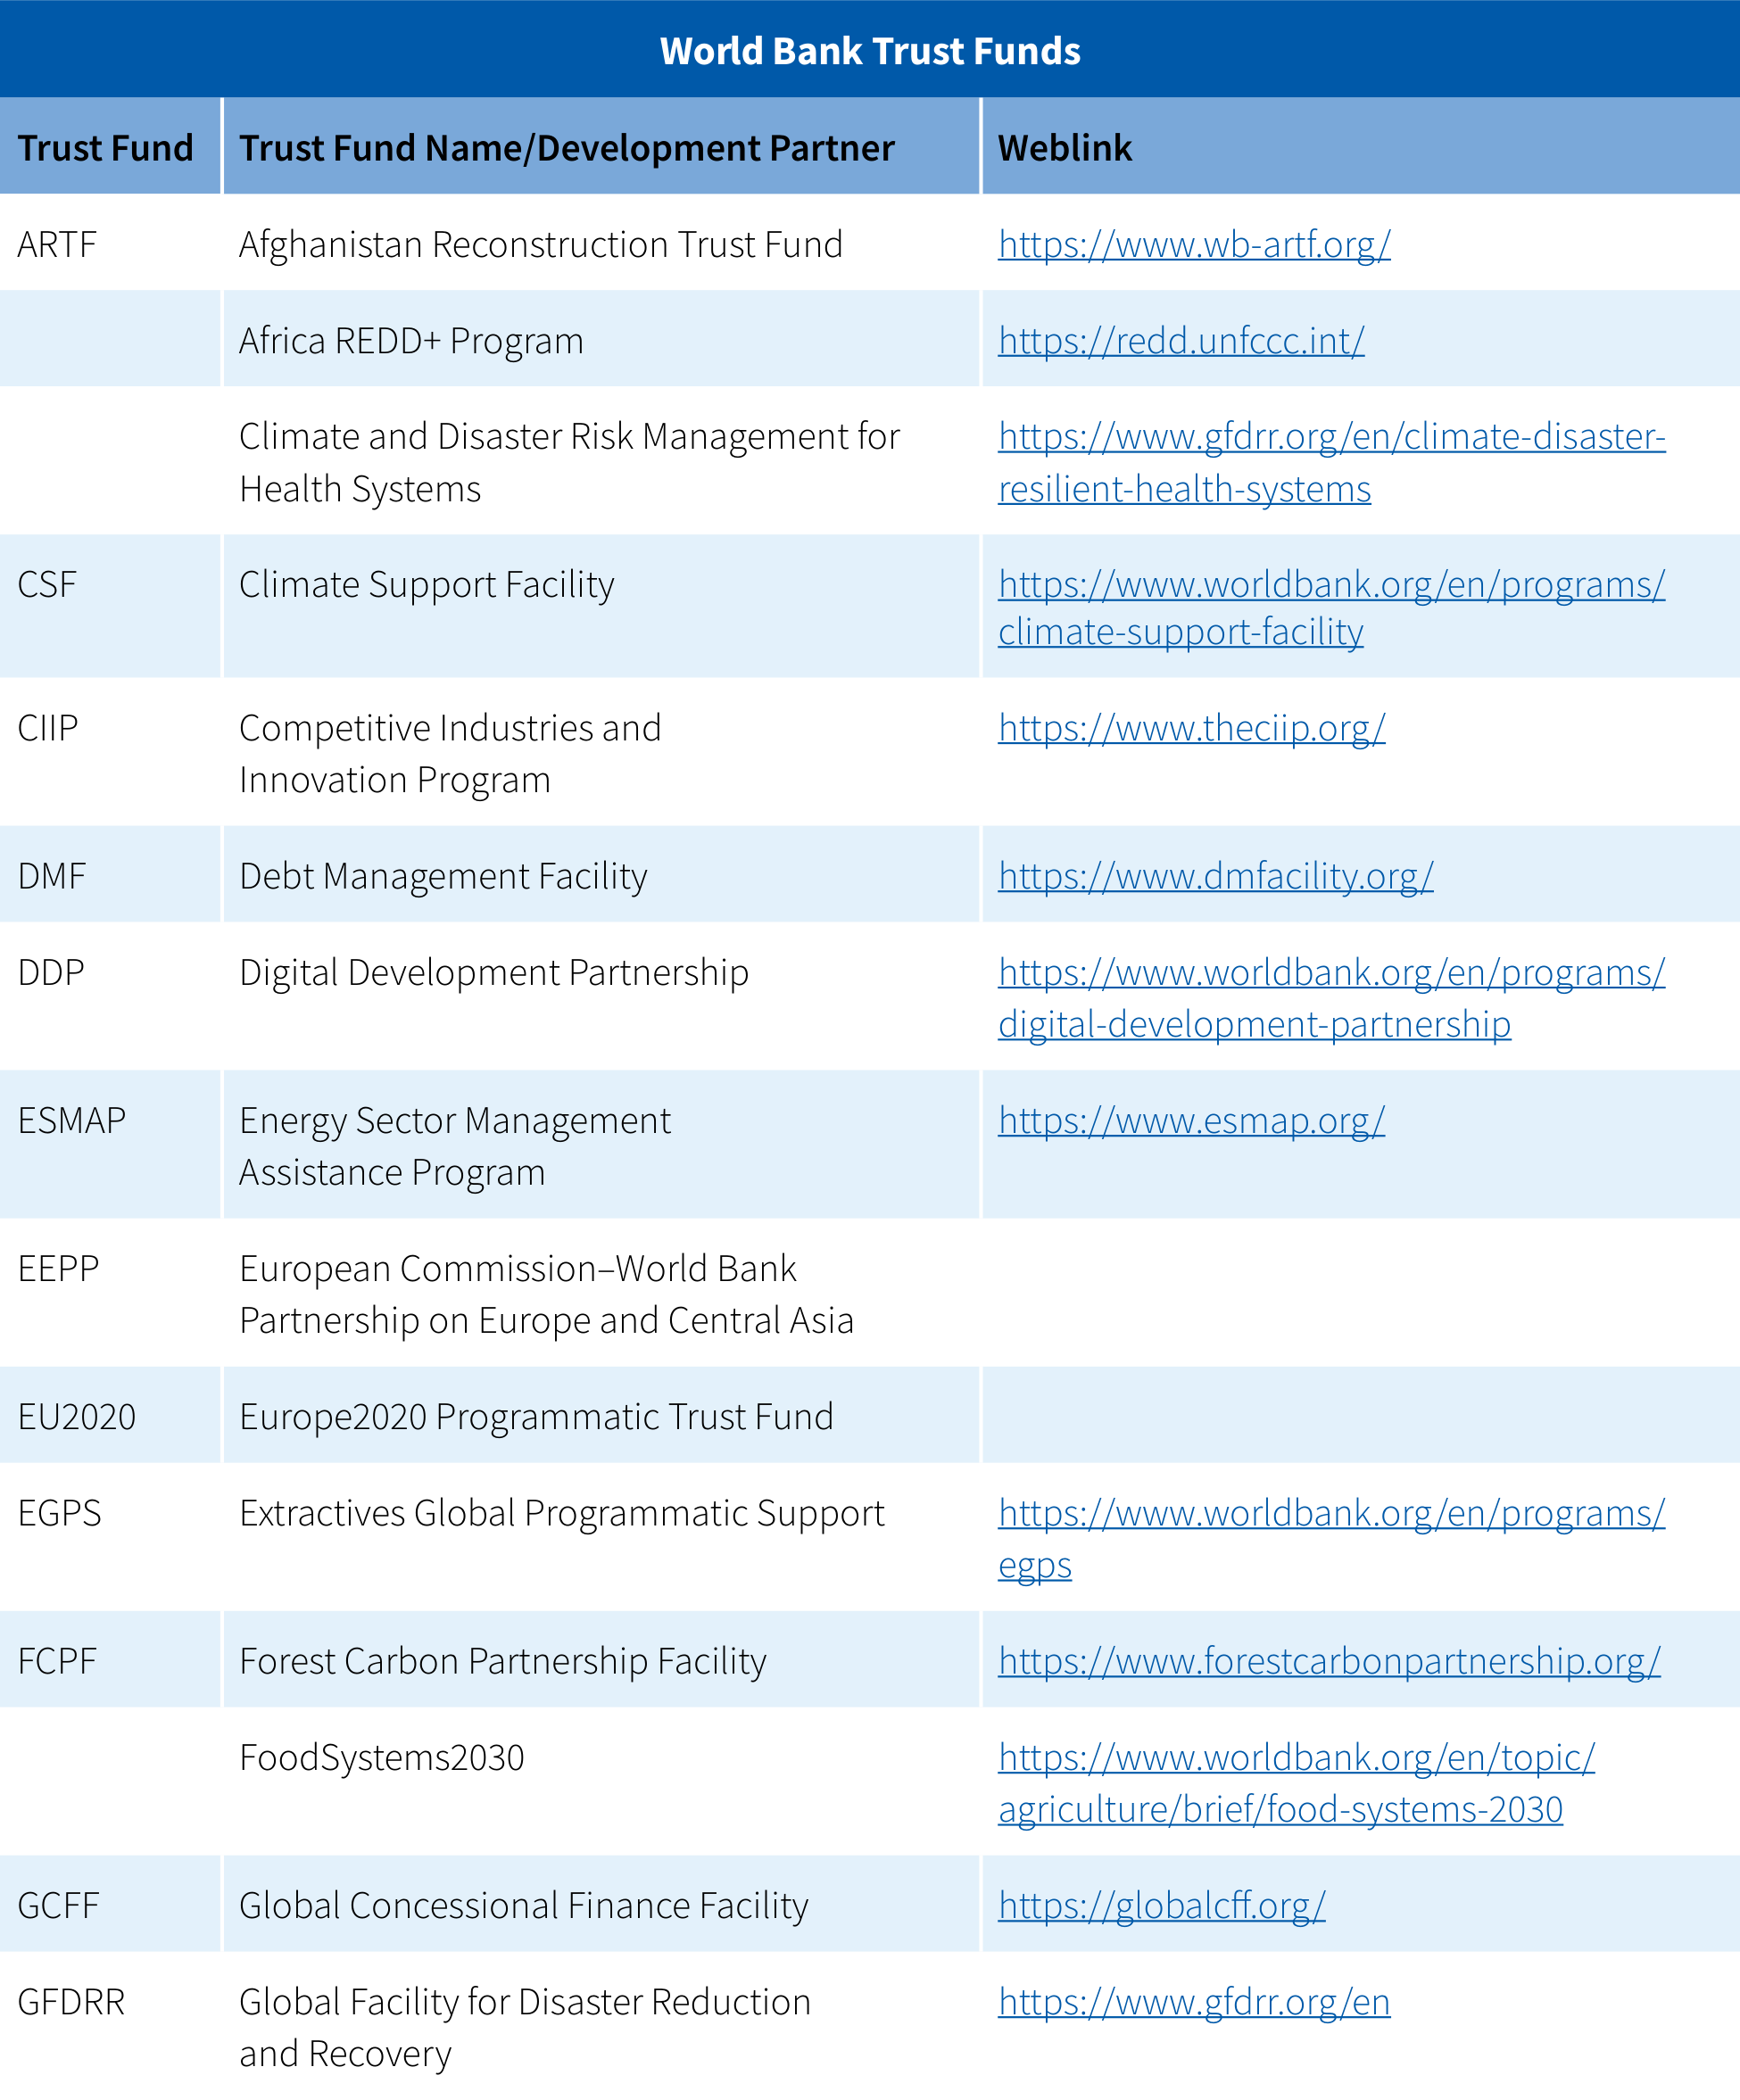 World Bank Trust Funds
Trust Fund Trust Fund Name/Development Partner Weblink
ARTF Afghanistan Reconstruction Trust Fund https://www.wb-artf.org/
Africa REDD+ Program https://redd.unfccc.int/
Climate and Disaster Risk Management for https://www.gfdrr.org/en/climate-disaster-
Health Systems resilient-health-systems
CSF Climate Support Facility https://www.worldbank.org/en/programs/
climate-support-facility
CIIP Competitive Industries and https://www.theciip.org/
Innovation Program
DMF Debt Management Facility https://www.dmfacility.org/
DDP Digital Development Partnership https://www.worldbank.org/en/programs/
digital-development-partnership
ESMAP Energy Sector Management https://www.esmap.org/
Assistance Program
EEPP European Commission–World Bank
Partnership on Europe and Central Asia
EU2020 Europe2020 Programmatic Trust Fund
EGPS Extractives Global Programmatic Support https://www.worldbank.org/en/programs/
egps
FCPF Forest Carbon Partnership Facility https://www.forestcarbonpartnership.org/
FoodSystems2030 https://www.worldbank.org/en/topic/
agriculture/brief/food-systems-2030
GCFF Global Concessional Finance Facility https://globalcff.org/
GFDRR Global Facility for Disaster Reduction https://www.gfdrr.org/en
and Recovery